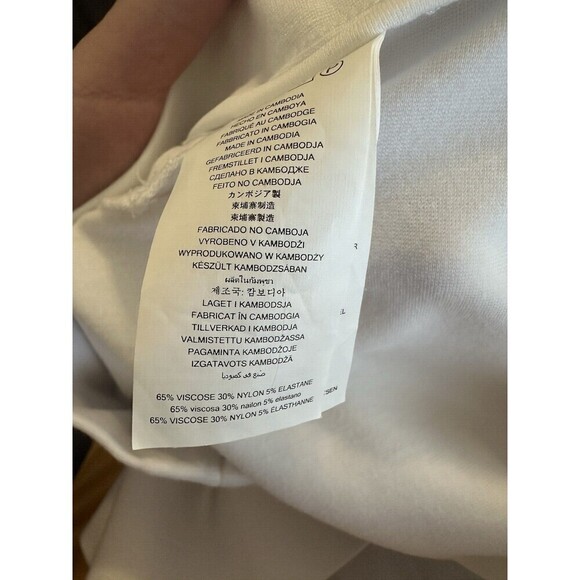 IN CAMBODIA
HECHO EN CAMBOYA
FABRIQUÉ AU CAMBODGE
FABBRICATO IN CAMBOGIA
MADE IN CAMBODIA
GEFABRICEERD IN CAMBODJA
FREMSTILLET I CAMBODJA
СДЕЛАНО В КАМБОДЖЕ
FEITO NO CAMBODJA
カンボジア製
柬埔寨制造
柬埔寨製造
FABRICADO NO CAMBOJA
VYROBENO V KAMBODŽI
WYPRODUKOWANO W KAMBODŻY
KÉSZÜLT KAMBODZSÁBAN
ผลิตในกัมพูชา
제조국: 캄보디아
LAGET I KAMBODSJA
FABRICAT ÎN CAMBODGIA
TILLVERKAD I KAMBODJA
VALMISTETTU KAMBODŽASSA
PAGAMINTA KAMBODŽOJE
IZGATAVOTS KAMBODŽĀ
صنع في كمبوديا
65% VISCOSE 30% NYLON 5% ELASTANE
65% viscosa 30% nailon 5% elastano
65% VISCOSE 30% NYLON 5% ELASTHANNE